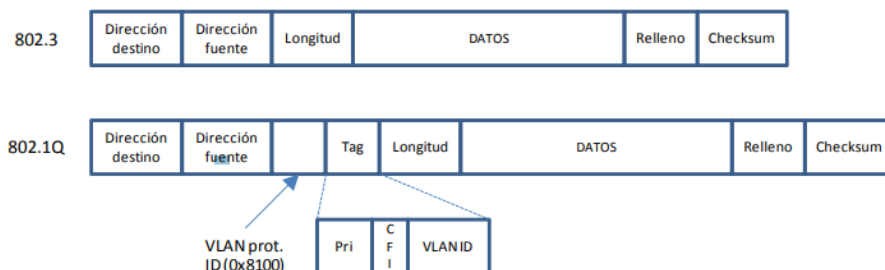 802.3
Dirección
destino
Dirección
fuente
Longitud
DATOS
Relleno
Checksum
802.1Q
Dirección
destino
Dirección
fuente
Tag
Longitud
DATOS
Relleno
Checksum
VLAN prot.
ID (0x8100)
Pri
C
F
I
VLAN ID